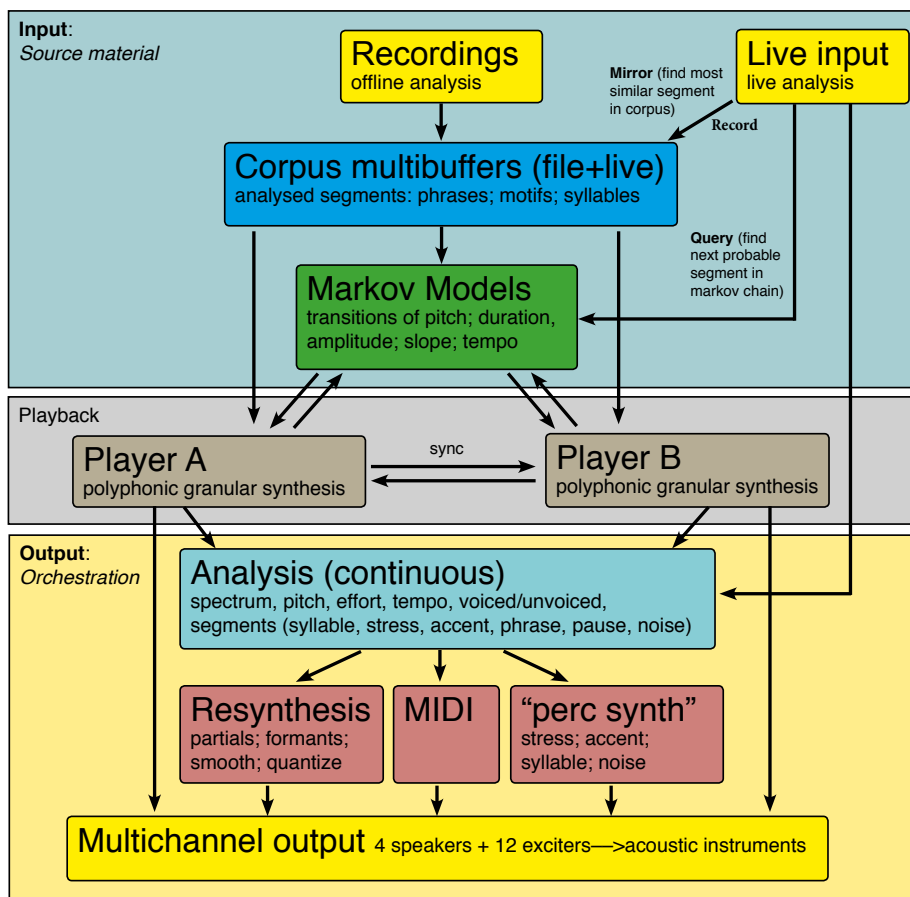 Input:
Source material
Recordings
offline analysis
Live input
live analysis
Mirror (find most
similar segment
in corpus)
Record
Corpus multibuffers (file+live)
analysed segments: phrases; motifs; syllables
Query (find
next probable
segment in
markov chain)
Markov Models
transitions of pitch; duration,
amplitude; slope; tempo
Playback
Player A
polyphonic granular synthesis
sync
Player B
polyphonic granular synthesis
Output:
Orchestration
Analysis (continuous)
spectrum, pitch, effort, tempo, voiced/unvoiced,
segments (syllable, stress, accent, phrase, pause, noise)
Resynthesis
partials; formants;
smooth; quantize
MIDI
“perc synth”
stress; accent;
syllable; noise
Multichannel output 4 speakers + 12 exciters—>acoustic instruments